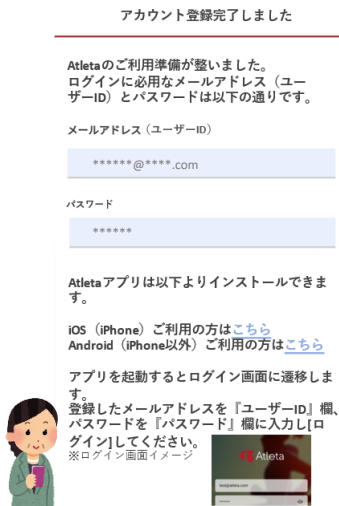 アカウント登録完了しました
Atletaのご利用準備が整いました。
ログインに必用なメールアドレス（ユー
ザーID）とパスワードは以下の通りです。
メールアドレス（ユーザーID）
******@****.com
パスワード
******
Atletaアプリは以下よりインストールできま
す。
iOS（iPhone）ご利用の方はこちら
Android（iPhone以外）ご利用の方はこちら
アプリを起動するとログイン画面に遷移しま
す。
登録したメールアドレスを『ユーザーID』欄、
パスワードを『パスワード』欄に入力し[ロ
グイン]してください。
※ログイン画面イメージ
Atleta